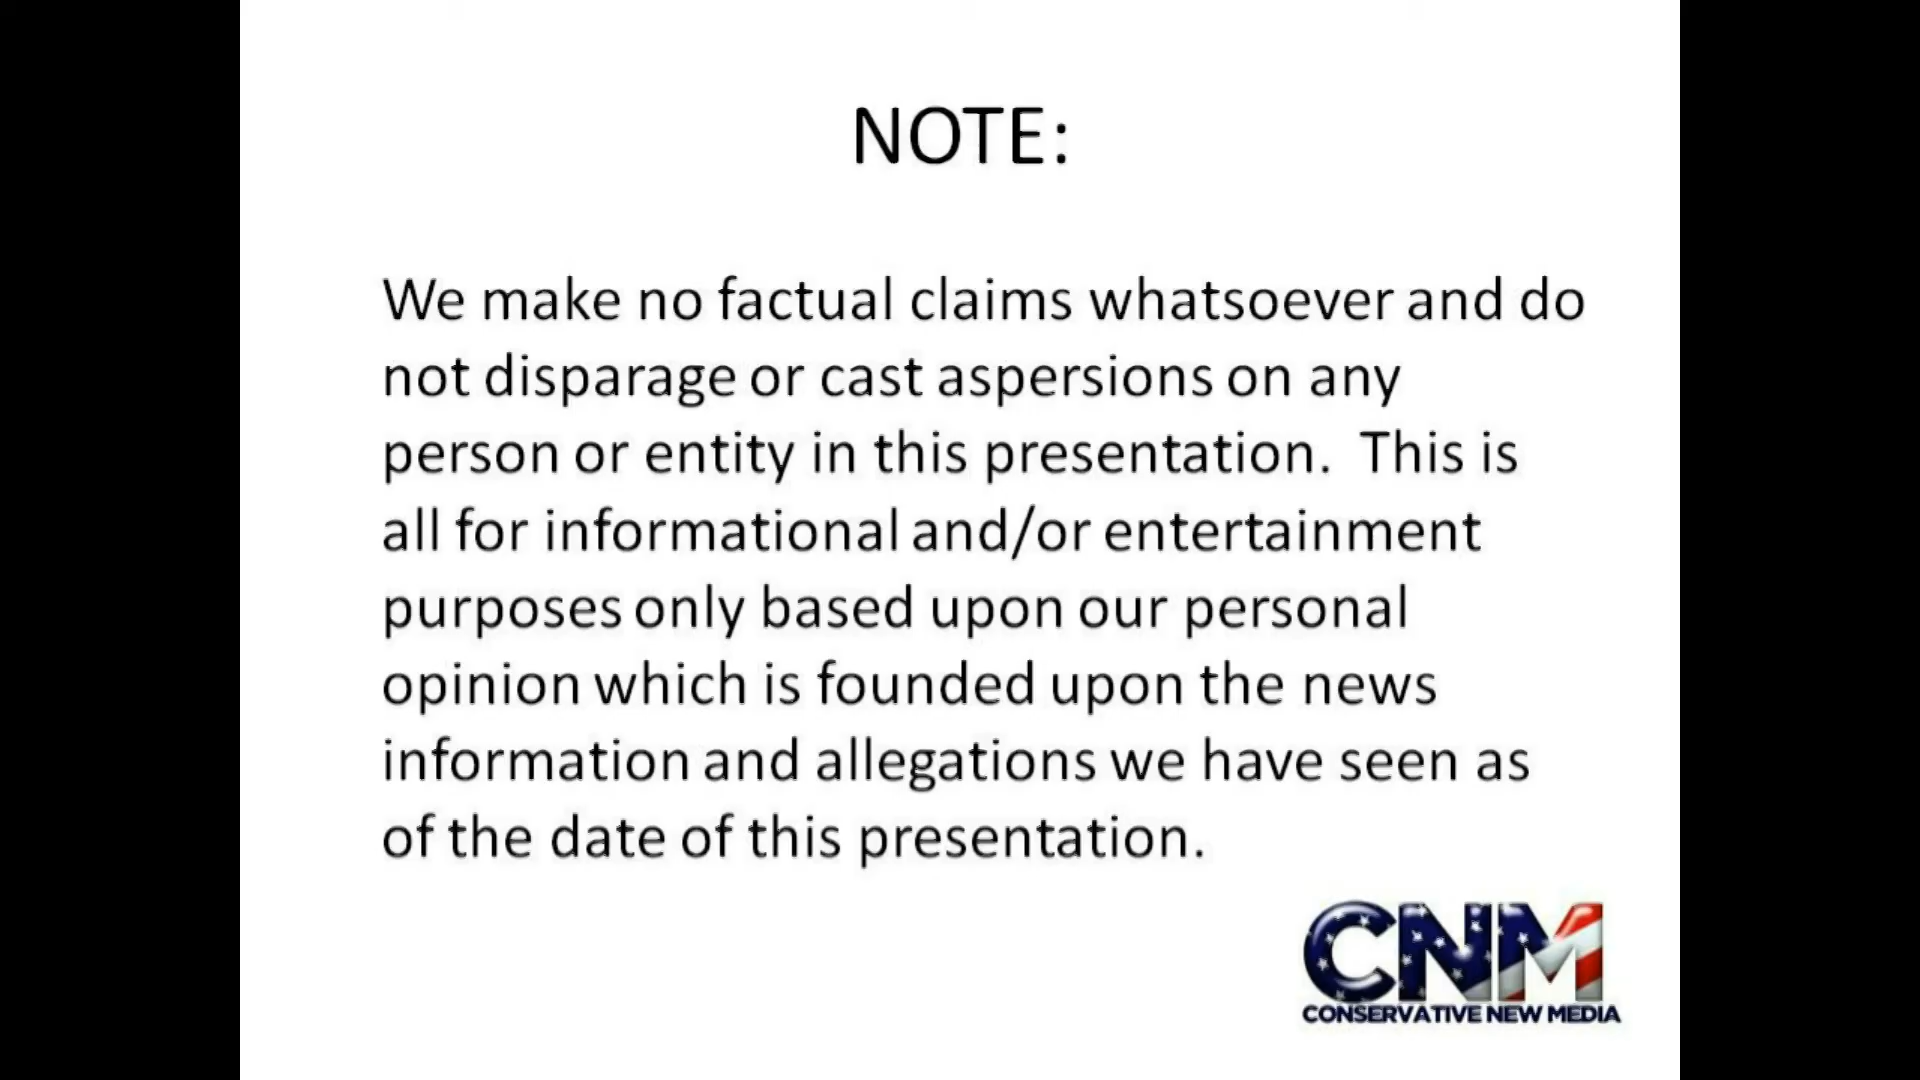 NOTE:
We make no factual claims whatsoever and do
not disparage or cast aspersions on any
person or entity in this presentation.  This is
all for informational and/or entertainment
purposes only based upon our personal
opinion which is founded upon the news
information and allegations we have seen as
of the date of this presentation.
CNM
CONSERVATIVE NEW MEDIA